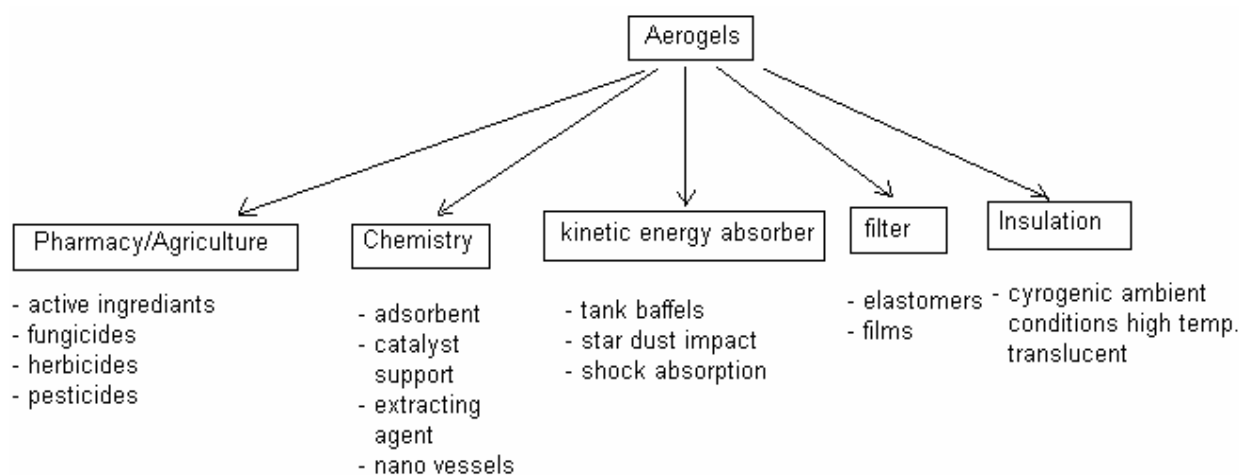 Aerogels
Pharmacy/Agriculture
- active ingrediants
- fungicides
- herbicides
- pesticides
Chemistry
- adsorbent
- catalyst
support
- extracting
agent
- nano vessels
kinetic energy absorber
- tank baffels
- star dust impact
- shock absorption
filter
- elastomers
- films
Insulation
- cyrogenic ambient
conditions high temp.
translucent